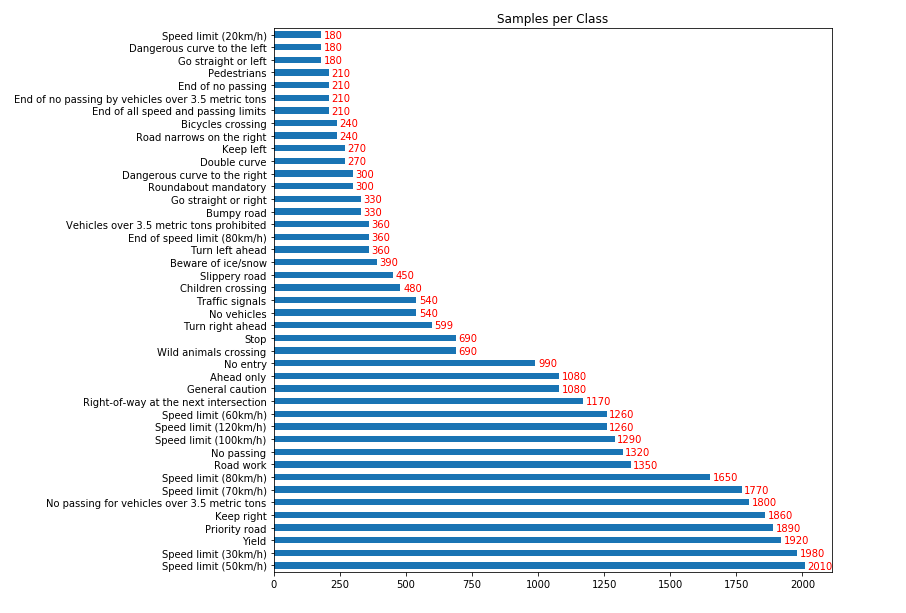 Samples per Class
Speed limit (20km/h) 180
Dangerous curve to the left 180
Go straight or left 180
Pedestrians 210
End of no passing 210
End of no passing by vehicles over 3.5 metric tons 210
End of all speed and passing limits 210
Bicycles crossing 240
Road narrows on the right 240
Keep left 270
Double curve 270
Dangerous curve to the right 300
Roundabout mandatory 300
Go straight or right 330
Bumpy road 330
Vehicles over 3.5 metric tons prohibited 360
End of speed limit (80km/h) 360
Turn left ahead 360
Beware of ice/snow 390
Slippery road 450
Children crossing 480
Traffic signals 540
No vehicles 540
Turn right ahead 599
Stop 690
Wild animals crossing 690
No entry 990
Ahead only 1080
General caution 1080
Right-of-way at the next intersection 1170
Speed limit (60km/h) 1260
Speed limit (120km/h) 1260
Speed limit (100km/h) 1290
No passing 1320
Road work 1350
Speed limit (80km/h) 1650
Speed limit (70km/h) 1770
No passing for vehicles over 3.5 metric tons 1800
Keep right 1860
Priority road 1890
Yield 1920
Speed limit (30km/h) 1980
Speed limit (50km/h) 2010
0 250 500 750 1000 1250 1500 1750 2000